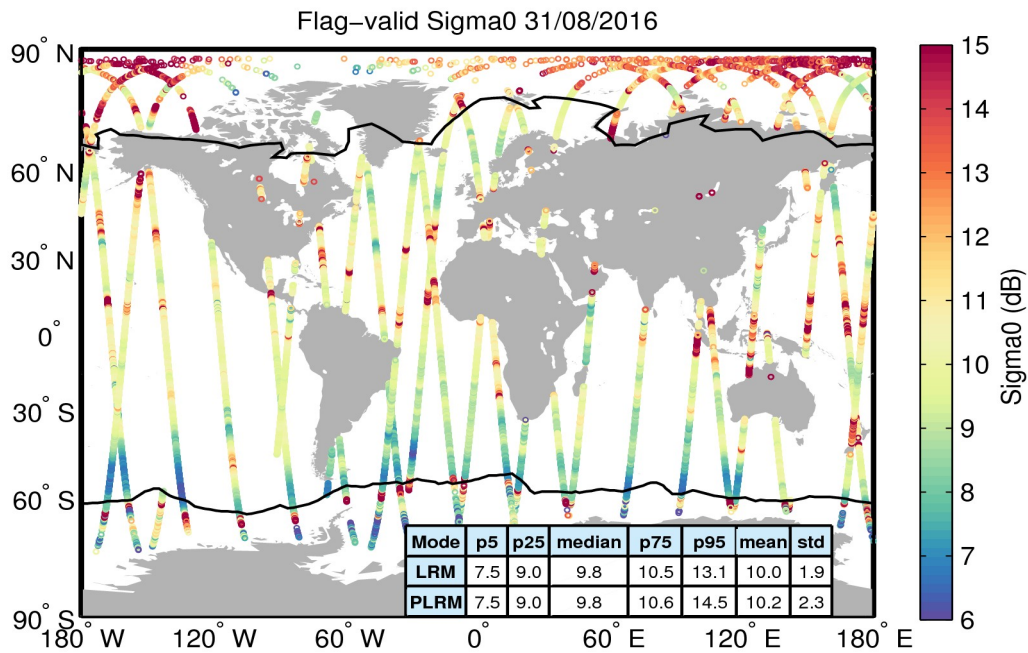 Flag−valid Sigma0 31/08/2016
90° N
60° N
30° N
0°
30° S
60° S
90° S
180° W 120° W 60° W 0° 60° E 120° E 180° E
15
14
13
12
11
10
9
8
7
6
Sigma0 (dB)
Mode p5 p25 median p75 p95 mean std
LRM 7.5 9.0 9.8 10.5 13.1 10.0 1.9
PLRM 7.5 9.0 9.8 10.6 14.5 10.2 2.3